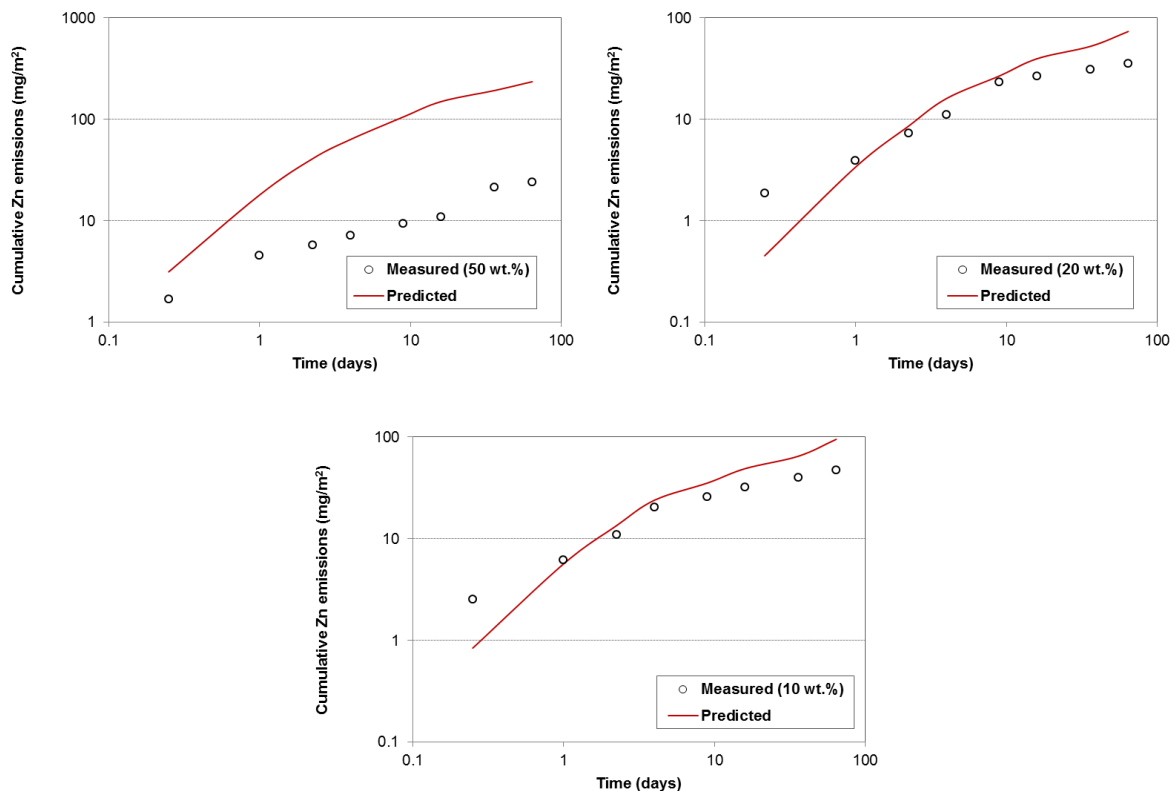 Cumulative Zn emissions (mg/m²)
1000
100
10
1
0.1
1
10
100
Time (days)
Measured (50 wt.%)
Predicted
Cumulative Zn emissions (mg/m²)
100
10
1
0.1
0.1
1
10
100
Time (days)
Measured (20 wt.%)
Predicted
Cumulative Zn emissions (mg/m²)
100
10
1
0.1
0.1
1
10
100
Time (days)
Measured (10 wt.%)
Predicted